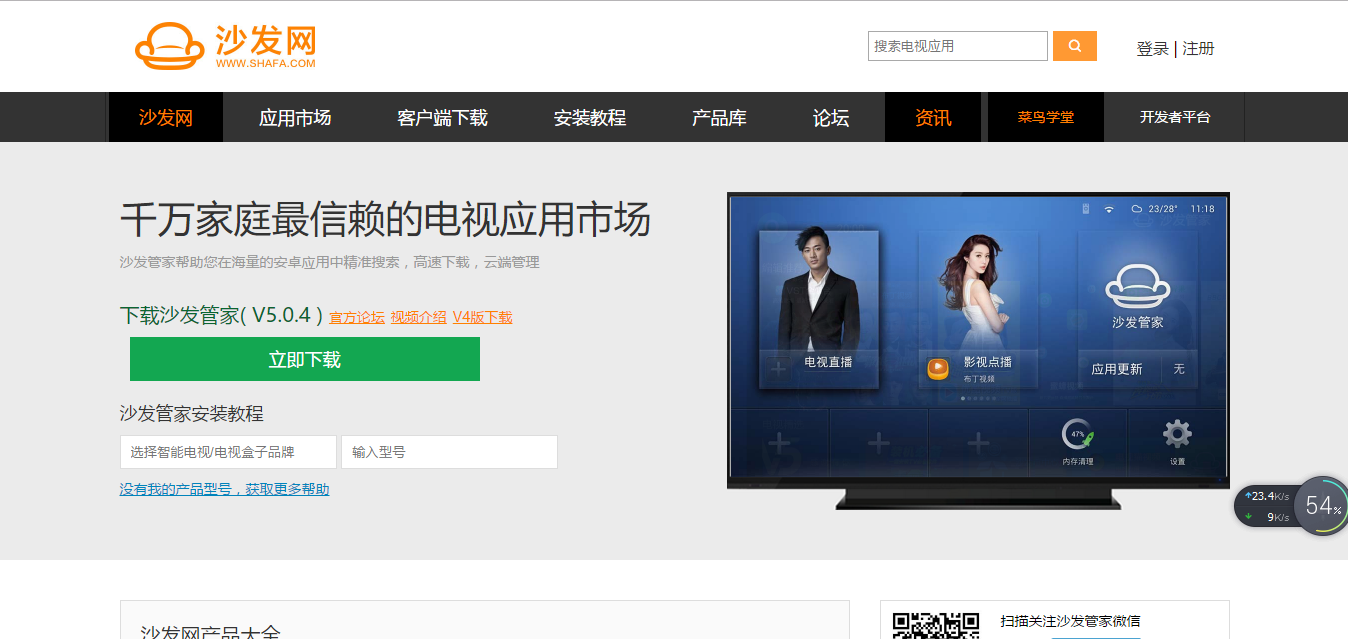 沙发网
WWW.SHAFA.COM
搜索电视应用
登录 | 注册
沙发网 应用市场 客户端下载 安装教程 产品库 论坛 资讯 菜鸟学堂 开发者平台
千万家庭最信赖的电视应用市场
沙发管家帮助您在海量的安卓应用中精准搜索，高速下载，云端管理
下载沙发管家( V5.0.4 ) 官方论坛 视频介绍 V4版下载
立即下载
沙发管家安装教程
选择智能电视/电视盒子品牌 输入型号
没有我的产品型号，获取更多帮助
23/28° 11:18
沙发管家
电视直播
影视点播
布丁视频
应用更新 无
47%
内存清理
设置
23.4K/s
9K/s
54%
沙发网产品大全
扫描关注沙发管家微信